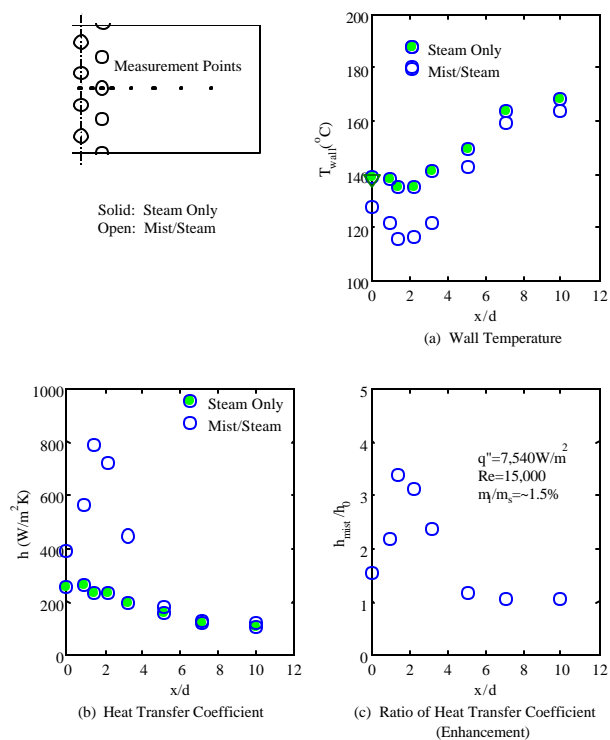 Measurement Points
Solid: Steam Only
Open: Mist/Steam
200
180
160
140
120
100
T_wall(°C)
Steam Only
Mist/Steam
0 2 4 6 8 10 12
x/d
(a) Wall Temperature
1000
800
600
400
200
0
h (W/m²K)
Steam Only
Mist/Steam
0 2 4 6 8 10 12
x/d
(b) Heat Transfer Coefficient
5
4
3
2
1
0
h_mist/h_0
q"=7,540W/m²
Re=15,000
m_l/m_s=~1.5%
0 2 4 6 8 10 12
x/d
(c) Ratio of Heat Transfer Coefficient
(Enhancement)